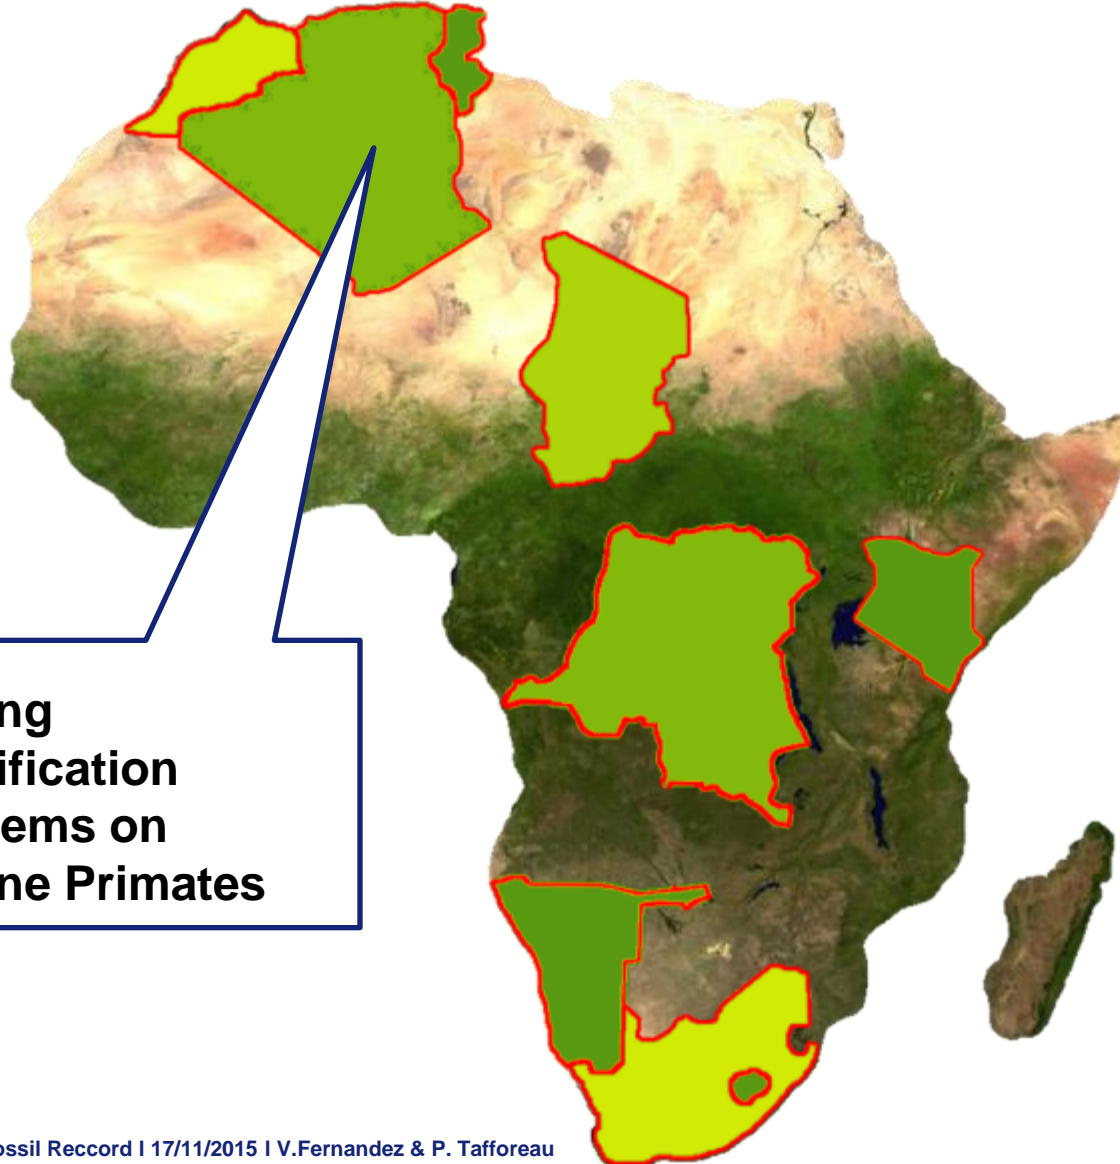 ng
ification
ems on
ne Primates
ossil Reccord l 17/11/2015 l V.Fernandez & P. Tafforeau